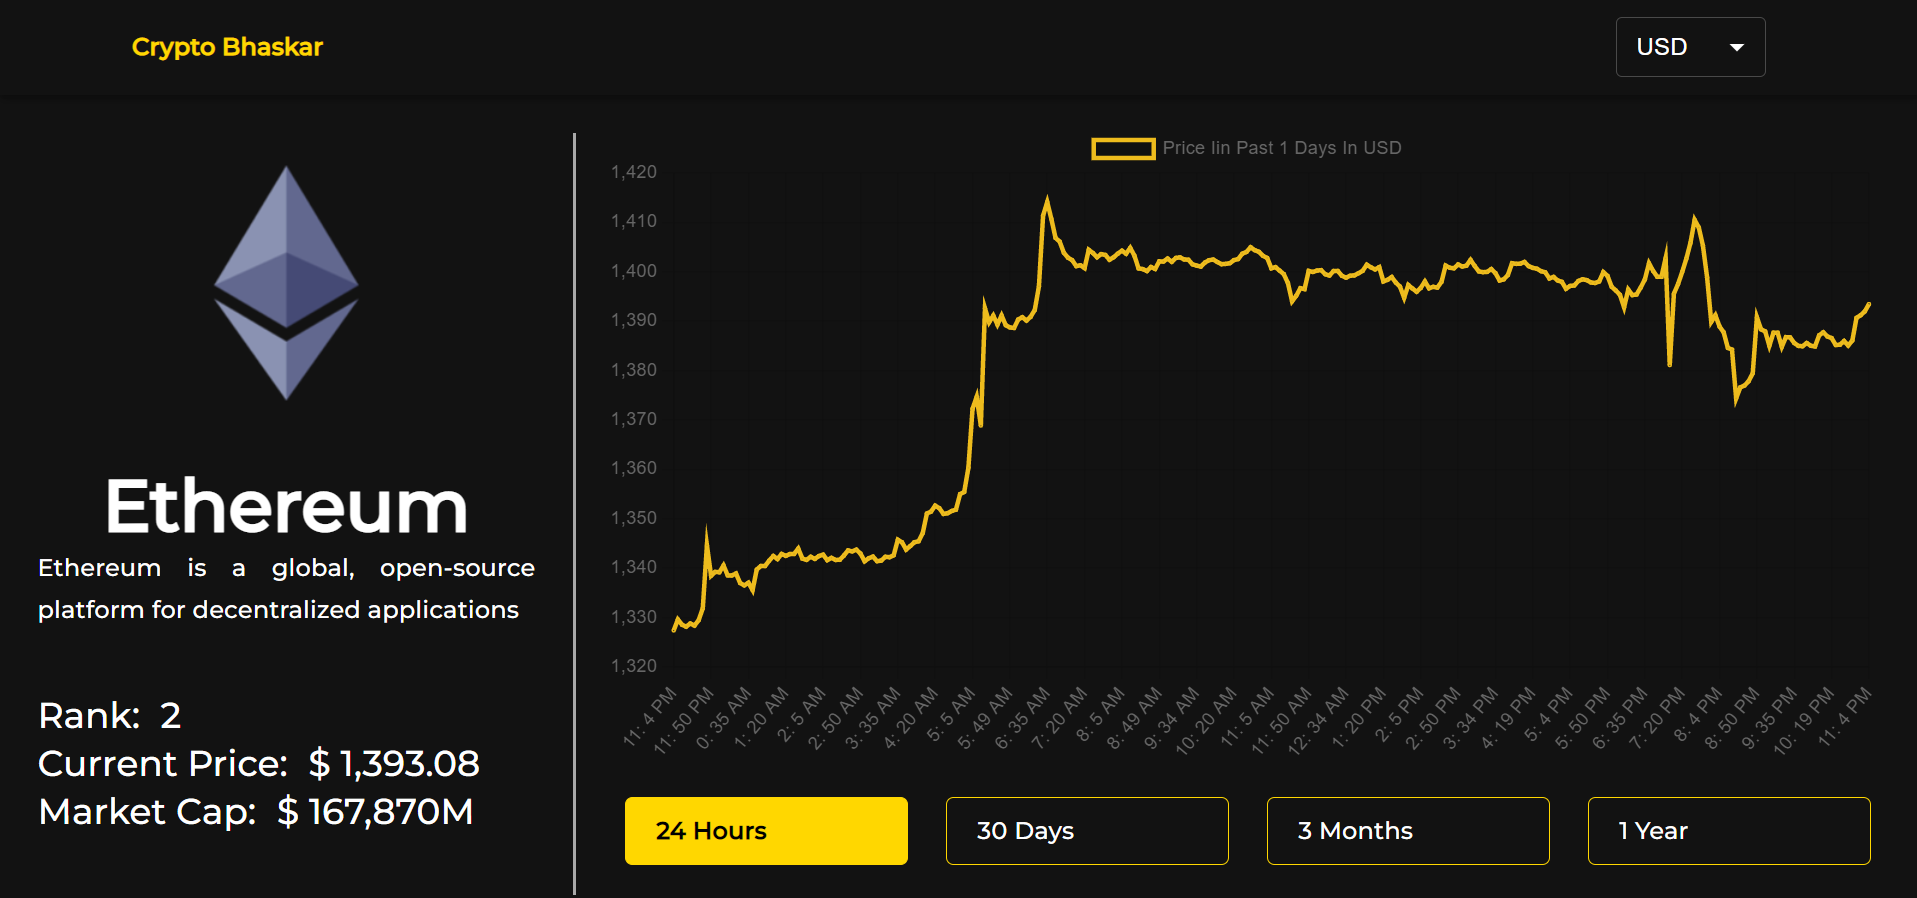 Crypto Bhaskar
USD
Ethereum
Ethereum is a global, open-source
platform for decentralized applications
Rank: 2
Current Price: $ 1,393.08
Market Cap: $ 167,870M
Price Iin Past 1 Days In USD
1,420
1,410
1,400
1,390
1,380
1,370
1,360
1,350
1,340
1,330
1,320
11: 4 PM
11: 50 PM
0: 35 AM
1: 20 AM
2: 5 AM
2: 50 AM
3: 35 AM
4: 20 AM
5: 5 AM
5: 49 AM
6: 35 AM
7: 20 AM
8: 5 AM
8: 49 AM
9: 34 AM
10: 20 AM
11: 5 AM
11: 50 AM
12: 34 AM
1: 20 PM
2: 5 PM
2: 50 PM
3: 34 PM
4: 19 PM
5: 4 PM
5: 50 PM
6: 35 PM
7: 20 PM
8: 4 PM
8: 50 PM
9: 35 PM
10: 19 PM
11: 4 PM
24 Hours
30 Days
3 Months
1 Year